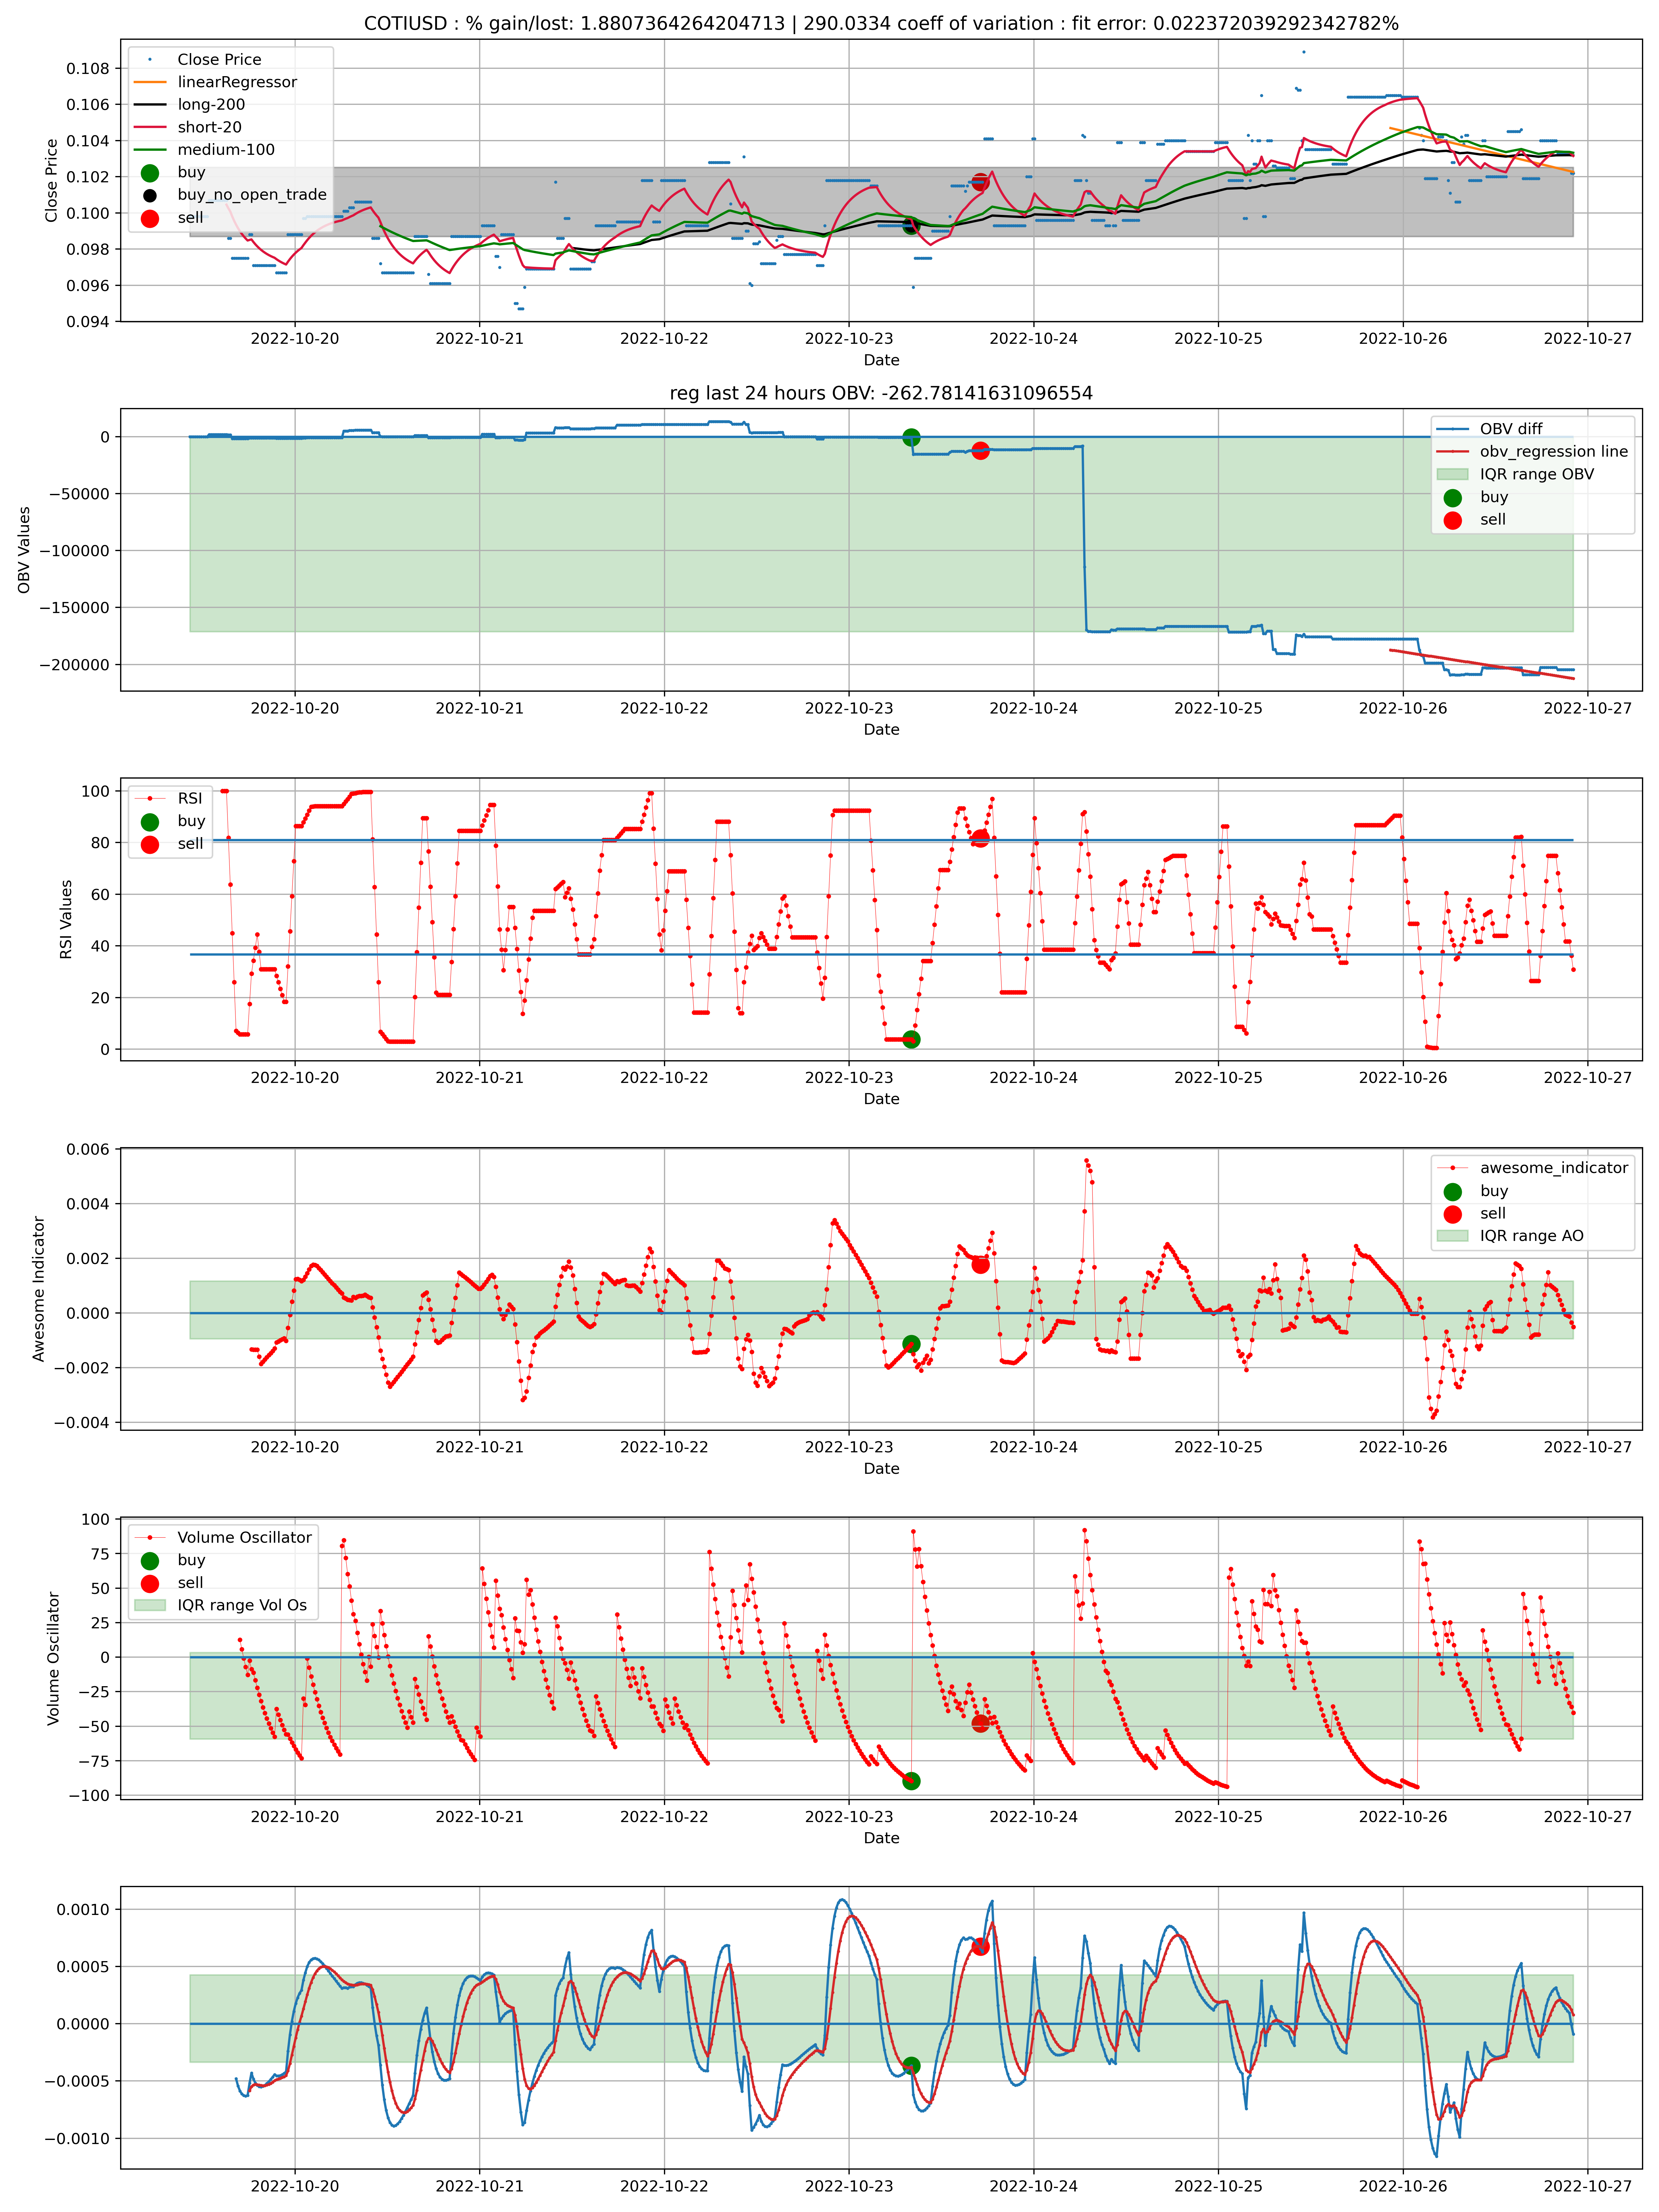 COTIUSD : % gain/lost: 1.8807364264204713 | 290.0334 coeff of variation : fit error: 0.022372039292342782%
Close Price
linearRegressor
long-200
short-20
medium-100
buy
buy_no_open_trade
sell
0.108
0.106
0.104
0.102
0.100
0.098
0.096
0.094
Close Price
2022-10-20 2022-10-21 2022-10-22 2022-10-23 2022-10-24 2022-10-25 2022-10-26 2022-10-27
Date
reg last 24 hours OBV: -262.78141631096554
OBV diff
obv_regression line
IQR range OBV
buy
sell
0
−50000
−100000
−150000
−200000
OBV Values
2022-10-20 2022-10-21 2022-10-22 2022-10-23 2022-10-24 2022-10-25 2022-10-26 2022-10-27
Date
RSI
buy
sell
100
80
60
40
20
0
RSI Values
2022-10-20 2022-10-21 2022-10-22 2022-10-23 2022-10-24 2022-10-25 2022-10-26 2022-10-27
Date
awesome_indicator
buy
sell
IQR range AO
0.006
0.004
0.002
0.000
−0.002
−0.004
Awesome Indicator
2022-10-20 2022-10-21 2022-10-22 2022-10-23 2022-10-24 2022-10-25 2022-10-26 2022-10-27
Date
Volume Oscillator
buy
sell
IQR range Vol Os
100
75
50
25
0
−25
−50
−75
−100
Volume Oscillator
2022-10-20 2022-10-21 2022-10-22 2022-10-23 2022-10-24 2022-10-25 2022-10-26 2022-10-27
Date
0.0010
0.0005
0.0000
−0.0005
−0.0010
2022-10-20 2022-10-21 2022-10-22 2022-10-23 2022-10-24 2022-10-25 2022-10-26 2022-10-27